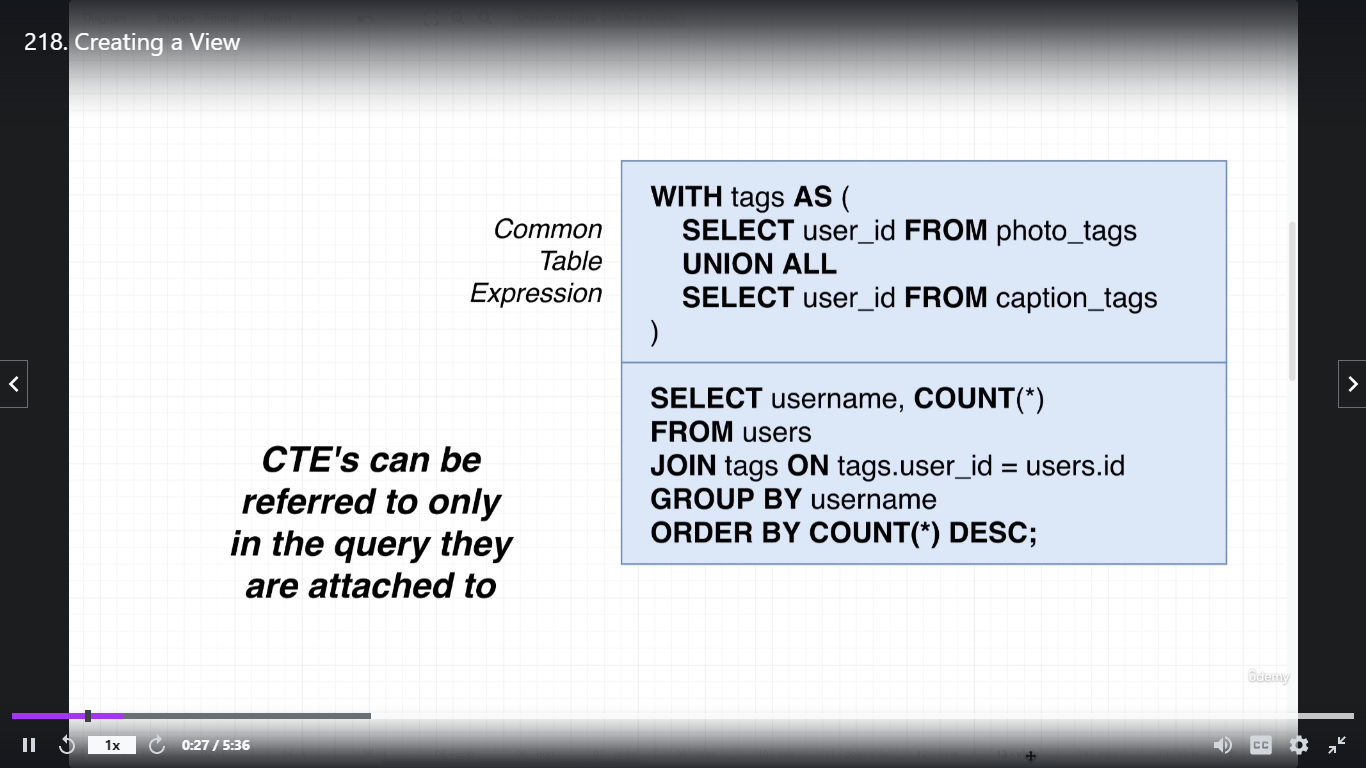 218. Creating a View
WITH tags AS (
SELECT user_id FROM photo_tags
UNION ALL
SELECT user_id FROM caption_tags
)
Common
Table
Expression
SELECT username, COUNT(*)
FROM users
JOIN tags ON tags.user_id = users.id
GROUP BY username
ORDER BY COUNT(*) DESC;
CTE's can be
referred to only
in the query they
are attached to
ûdemy
1x
0:27 / 5:36
CC